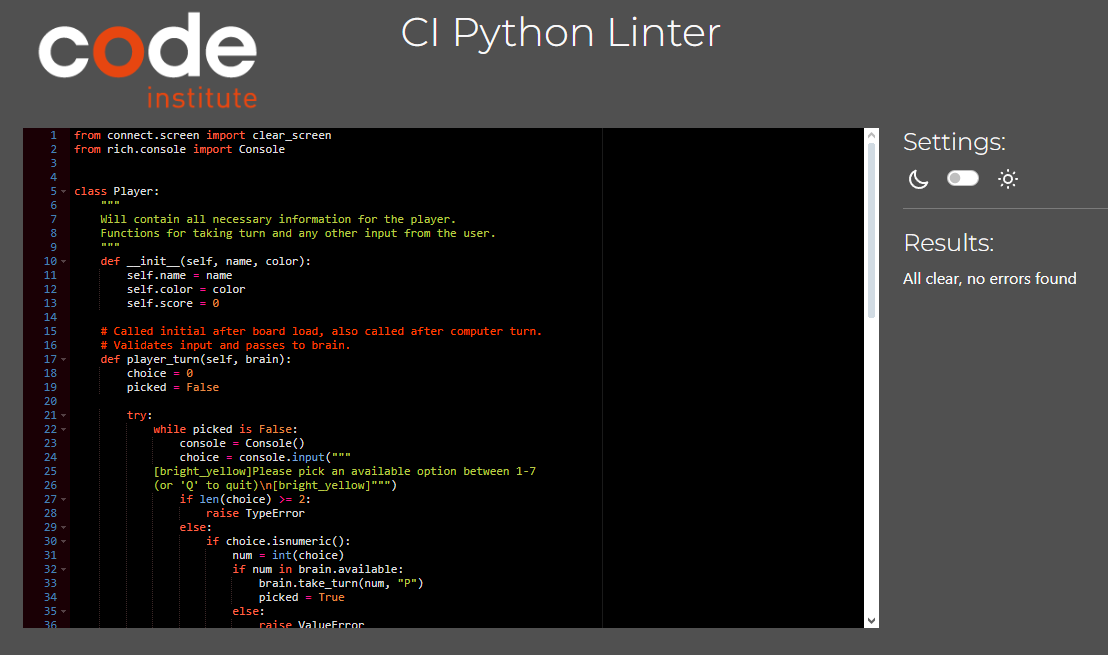 code
institute
CI Python Linter
1 from connect.screen import clear_screen
2 from rich.console import Console
3
4
5 class Player:
6     """
7     Will contain all necessary information for the player.
8     Functions for taking turn and any other input from the user.
9     """
10     def __init__(self, name, color):
11         self.name = name
12         self.color = color
13         self.score = 0
14
15     # Called initial after board load, also called after computer turn.
16     # Validates input and passes to brain.
17     def player_turn(self, brain):
18         choice = 0
19         picked = False
20
21         try:
22             while picked is False:
23                 console = Console()
24                 choice = console.input("""
25             [bright_yellow]Please pick an available option between 1-7
26             (or 'Q' to quit)\n[bright_yellow]""")
27                 if len(choice) >= 2:
28                     raise TypeError
29                 else:
30                     if choice.isnumeric():
31                         num = int(choice)
32                         if num in brain.available:
33                             brain.take_turn(num, "P")
34                             picked = True
35                         else:
36                             raise ValueError
Settings:
Results:
All clear, no errors found